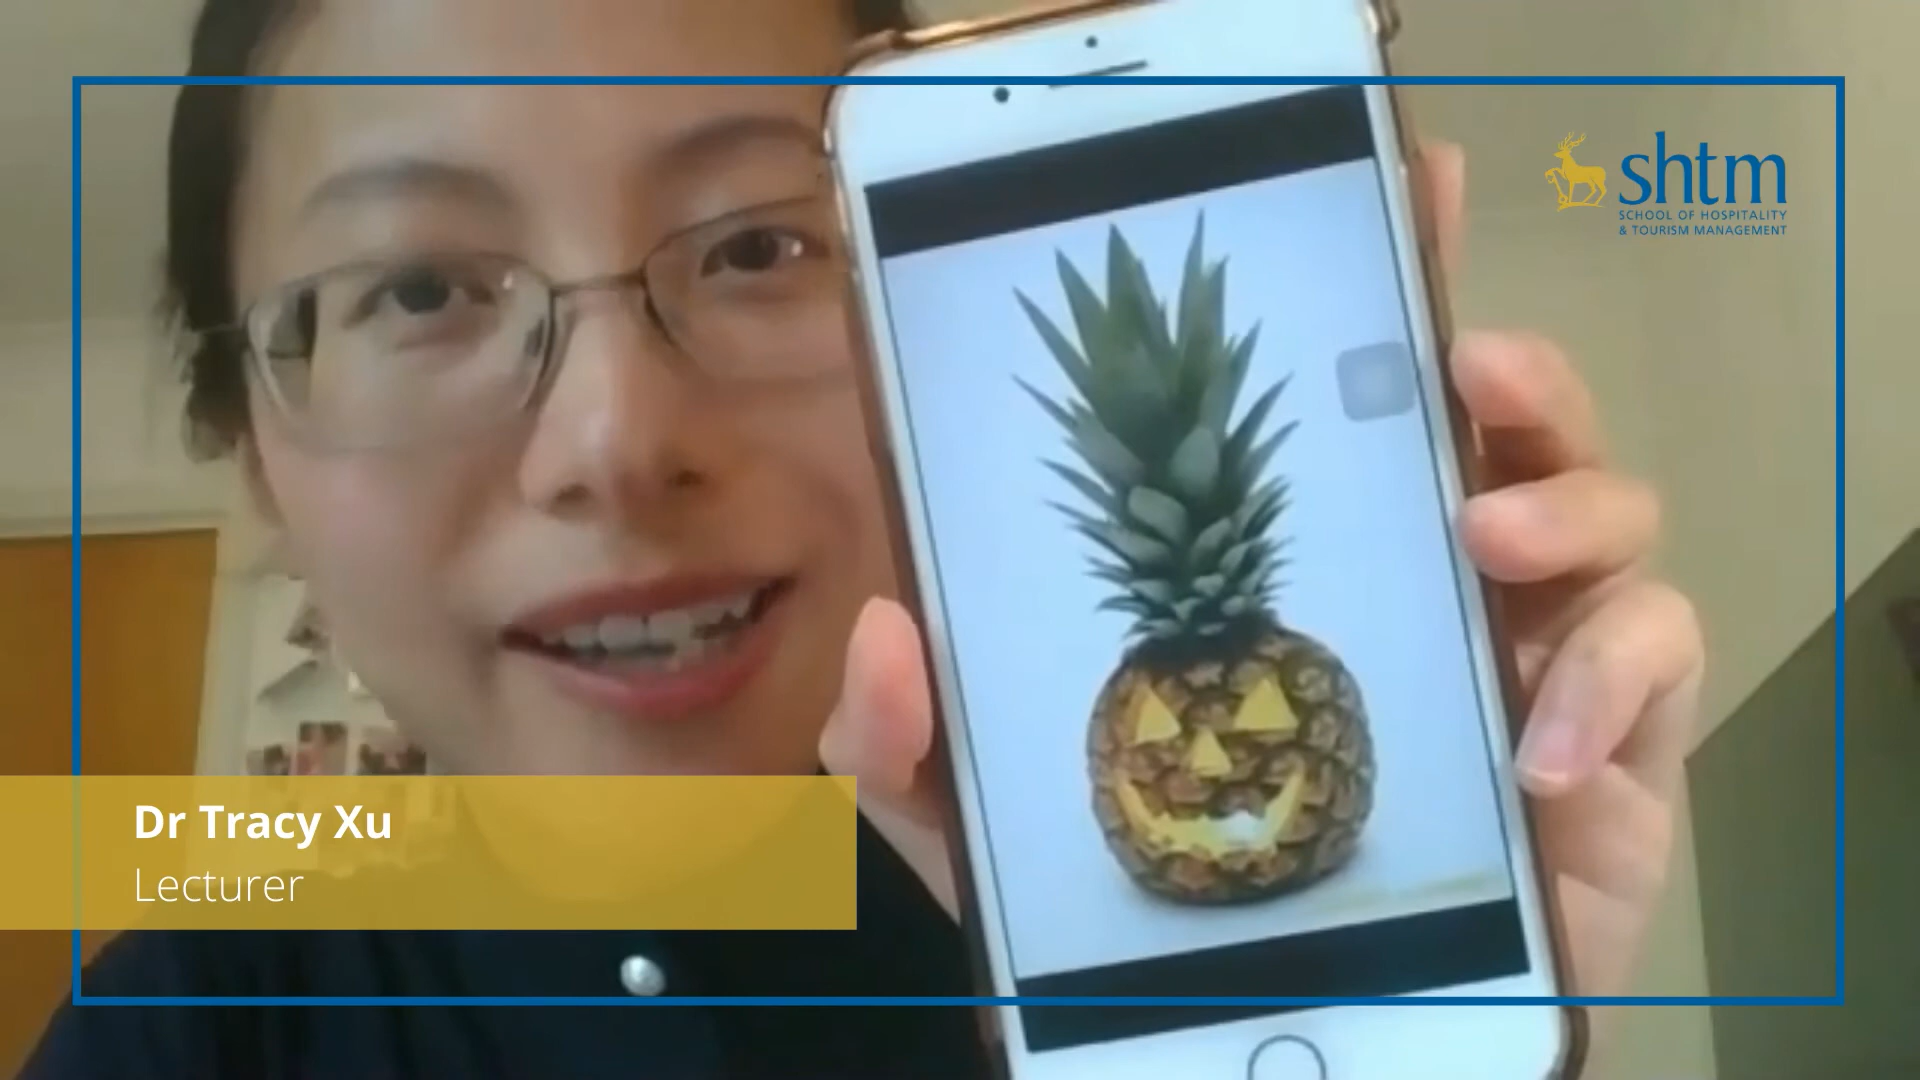 shtm
SCHOOL OF HOSPITALITY
& TOURISM MANAGEMENT
Dr Tracy Xu
Lecturer